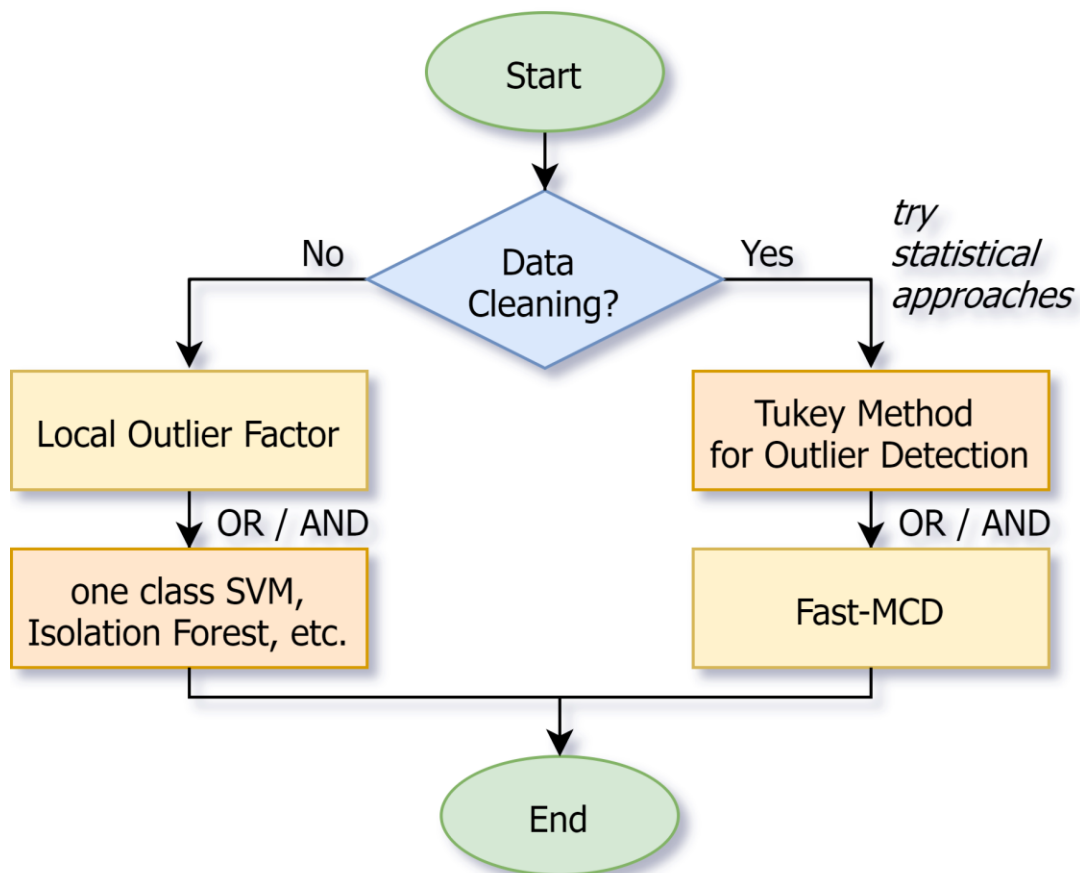 Start
Data
Cleaning?
No
Yes
try
statistical
approaches
Local Outlier Factor
OR / AND
one class SVM,
Isolation Forest, etc.
Tukey Method
for Outlier Detection
OR / AND
Fast-MCD
End